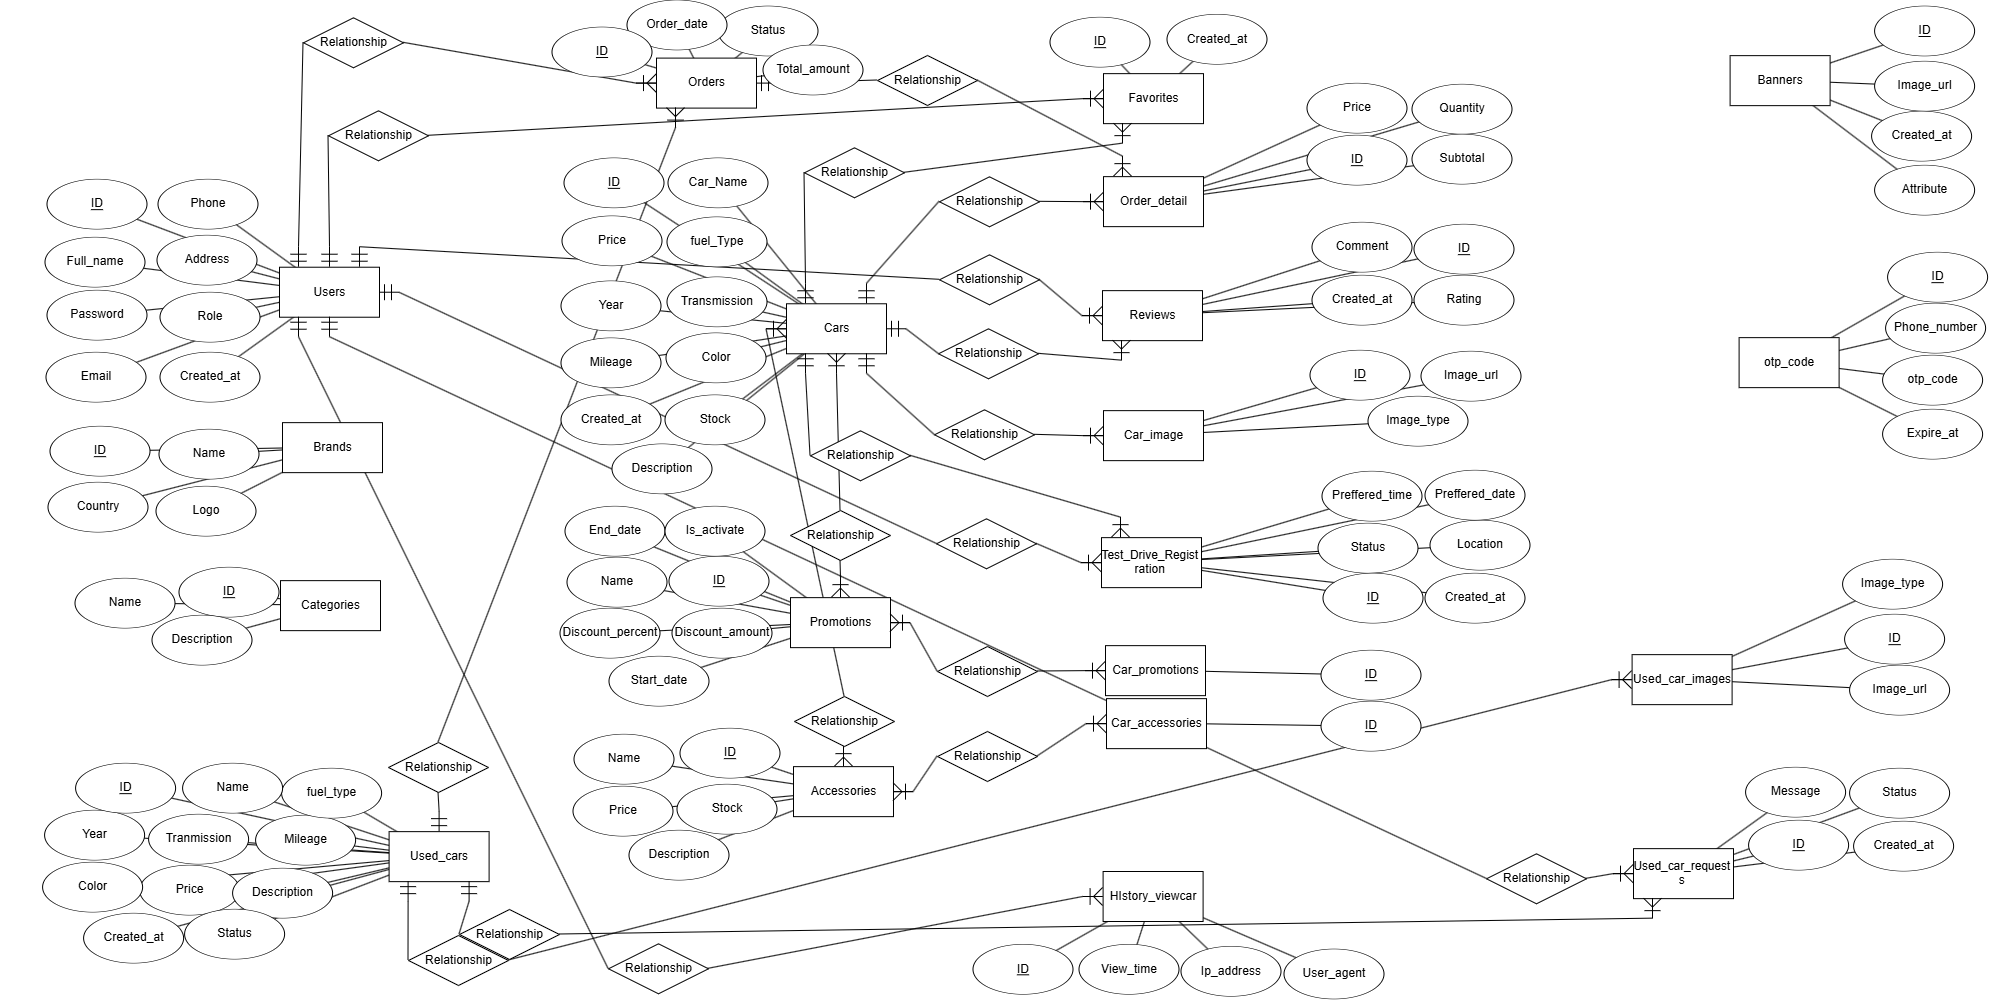 Order_date
Status
Relationship
ID
Total_amount
Orders
Relationship
ID
Created_at
Favorites
Relationship
ID
Image_url
Created_at
Attribute
Banners
Price
Quantity
ID
Subtotal
Order_detail
Relationship
Relationship
ID
Phone
Full_name
Address
Password
Role
Email
Created_at
Users
ID
Car_Name
Price
fuel_Type
Year
Transmission
Mileage
Color
Created_at
Stock
Description
Cars
Relationship
Relationship
Comment
ID
Created_at
Rating
Reviews
ID
Phone_number
otp_code
Expire_at
otp_code
ID
Image_url
Image_type
Car_image
Relationship
Relationship
Brands
ID
Name
Country
Logo
Preffered_time
Preffered_date
Status
Location
ID
Created_at
Test_Drive_Regist
ration
Relationship
Relationship
End_date
Is_activate
Name
ID
Discount_percent
Discount_amount
Start_date
Promotions
Name
ID
Description
Categories
Relationship
Car_promotions
ID
Car_accessories
ID
Image_type
ID
Image_url
Used_car_images
Relationship
Name
ID
Price
Stock
Description
Accessories
Relationship
Relationship
ID
Name
fuel_type
Year
Tranmission
Mileage
Color
Price
Description
Created_at
Status
Used_cars
Message
Status
ID
Created_at
Used_car_request
s
Relationship
HIstory_viewcar
Relationship
Relationship
Relationship
ID
View_time
Ip_address
User_agent